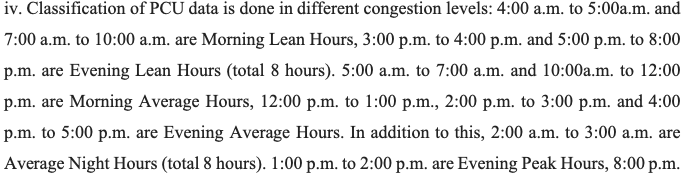 iv. Classification of PCU data is done in different congestion levels: 4:00 a.m. to 5:00a.m. and
7:00 a.m. to 10:00 a.m. are Morning Lean Hours, 3:00 p.m. to 4:00 p.m. and 5:00 p.m. to 8:00
p.m. are Evening Lean Hours (total 8 hours). 5:00 a.m. to 7:00 a.m. and 10:00a.m. to 12:00
p.m. are Morning Average Hours, 12:00 p.m. to 1:00 p.m., 2:00 p.m. to 3:00 p.m. and 4:00
p.m. to 5:00 p.m. are Evening Average Hours. In addition to this, 2:00 a.m. to 3:00 a.m. are
Average Night Hours (total 8 hours). 1:00 p.m. to 2:00 p.m. are Evening Peak Hours, 8:00 p.m.